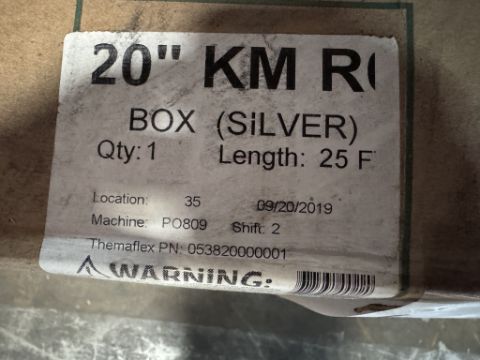 20" KM R
BOX (SiLVER)
Qty: 1 Length: 25 F
Location: 35 09/20/2019
Machine: PO809 Shift: 2
Themaflex PN: 053820000001
WARNING: